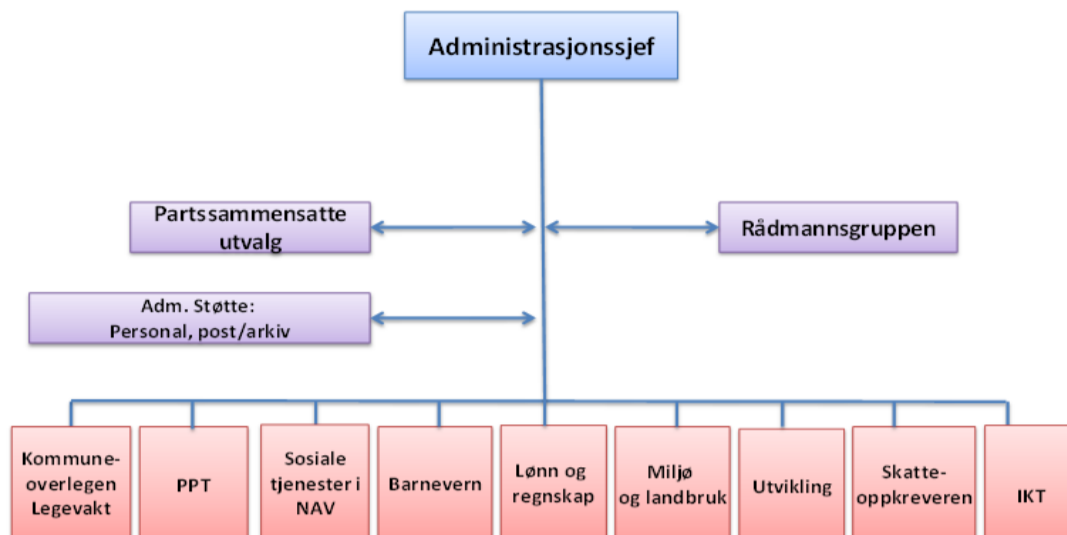 Administrasjonssjef
Partssammensatte
utvalg
Rådmannsgruppen
Adm. Støtte:
Personal, post/arkiv
Kommune-
overlegen
Legevakt
PPT
Sosiale
tjenester i
NAV
Barnevern
Lønn og
regnskap
Miljø
og landbruk
Utvikling
Skatte-
oppkreveren
IKT